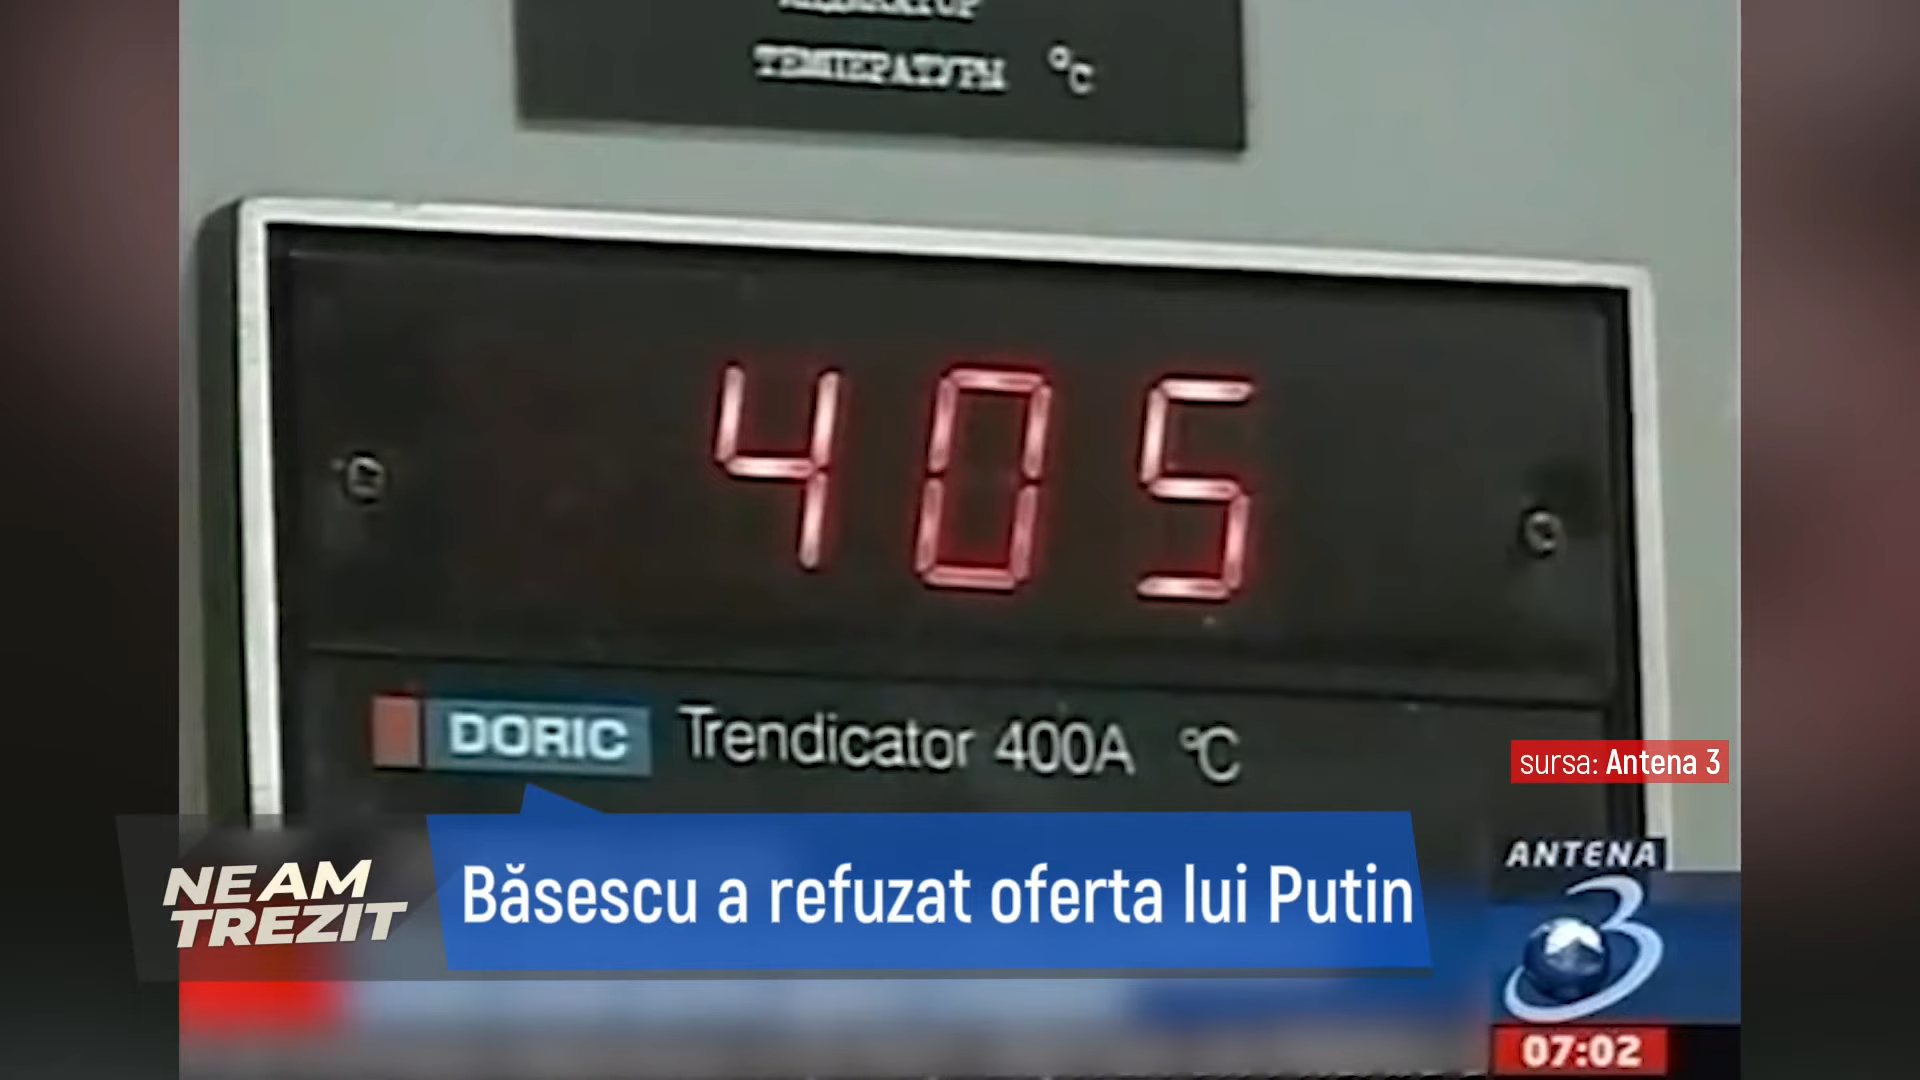 ТЕМПЕРАТУРЫ °C
405
DORIC Trendicator 400A °C
sursa: Antena 3
ANTENA
3
NE AM
TREZIT
Băsescu a refuzat oferta lui Putin
07:02